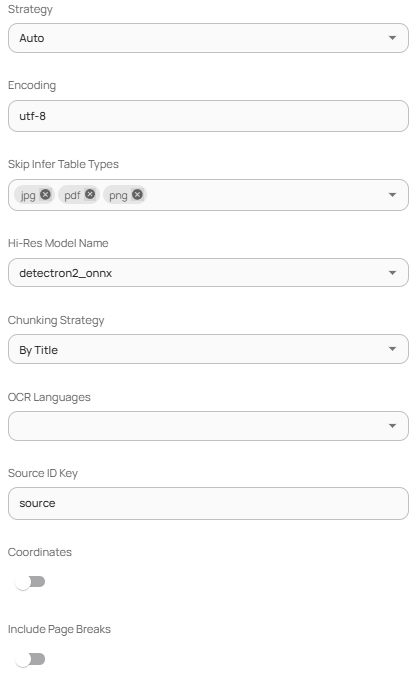 Strategy
Auto
Encoding
utf-8
Skip Infer Table Types
jpg pdf png
Hi-Res Model Name
detectron2_onnx
Chunking Strategy
By Title
OCR Languages
Source ID Key
source
Coordinates
Include Page Breaks